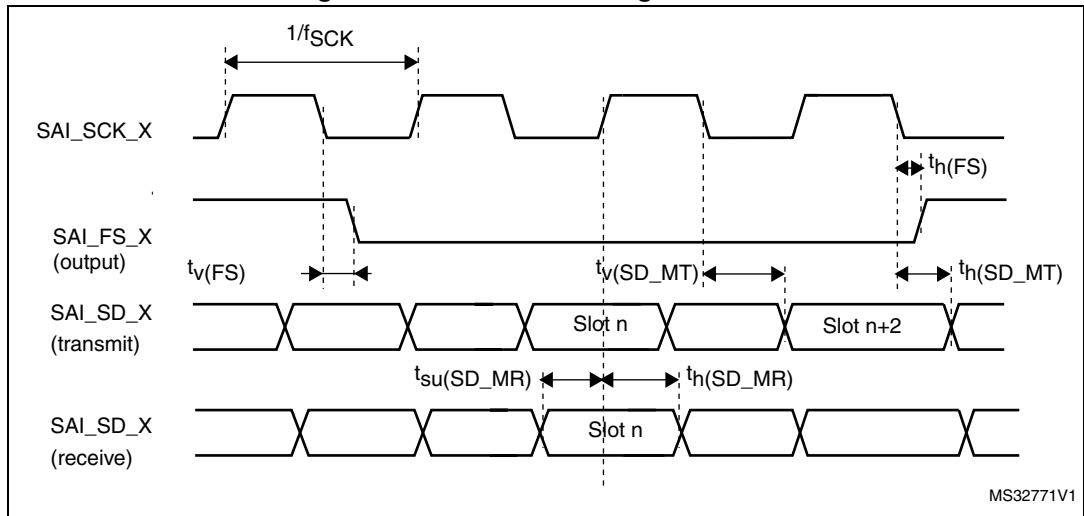 1/fSCK
SAI_SCK_X
th(FS)
SAI_FS_X
(output)
tv(FS)
tv(SD_MT)
th(SD_MT)
SAI_SD_X
(transmit)
Slot n
Slot n+2
tsu(SD_MR)
th(SD_MR)
SAI_SD_X
(receive)
Slot n
MS32771V1